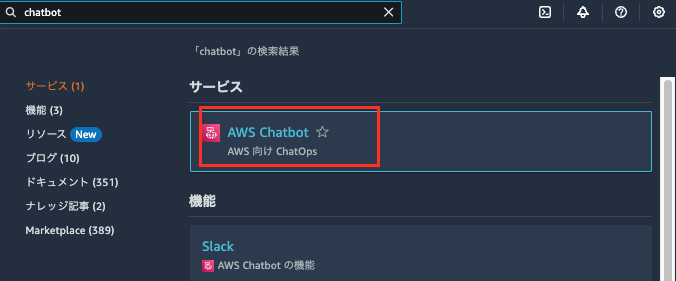 chatbot
「chatbot」の検索結果
サービス (1)
機能 (3)
リソース New
ブログ (10)
ドキュメント (351)
ナレッジ記事 (2)
Marketplace (389)
サービス
AWS Chatbot
AWS 向け ChatOps
機能
Slack
AWS Chatbot の機能